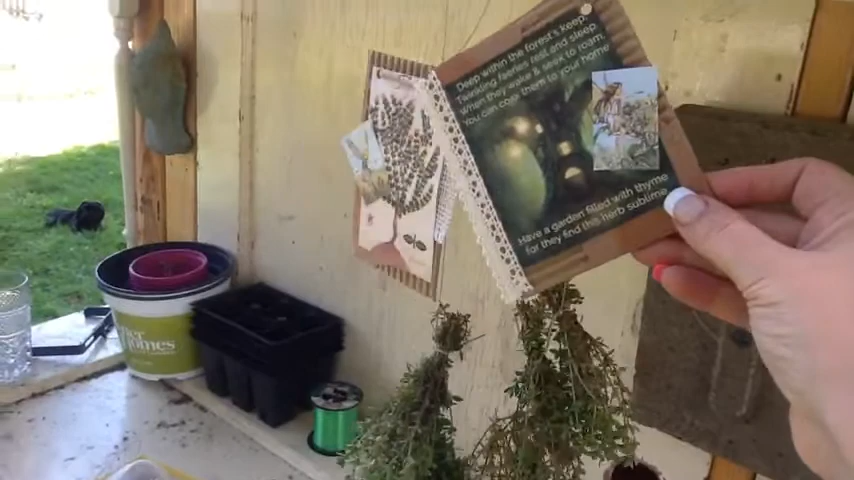 Deep within the forest's keep
Twinkling faeries rest and sleep
When they wake & seek to roam,
You can coax them to your home
Have a garden filled with thyme
for they find this herb sublime
Homes